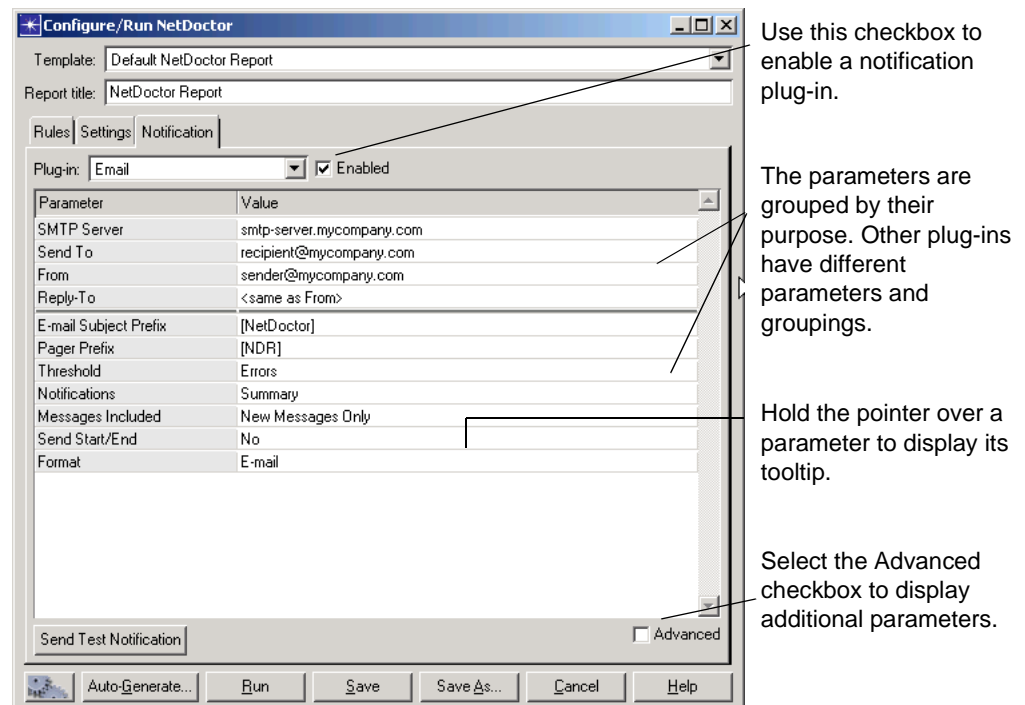 Configure/Run NetDoctor
Template: Default NetDoctor Report
Report title: NetDoctor Report
Rules Settings Notification
Plug-in: Email Enabled
Parameter Value
SMTP Server smtp-server.mycompany.com
Send To recipient@mycompany.com
From sender@mycompany.com
Reply-To <same as From>
E-mail Subject Prefix [NetDoctor]
Pager Prefix [NDR]
Threshold Errors
Notifications Summary
Messages Included New Messages Only
Send Start/End No
Format E-mail
Send Test Notification Advanced
Auto-Generate... Run Save Save As... Cancel Help
Use this checkbox to
enable a notification
plug-in.
The parameters are
grouped by their
purpose. Other plug-ins
have different
parameters and
groupings.
Hold the pointer over a
parameter to display its
tooltip.
Select the Advanced
checkbox to display
additional parameters.